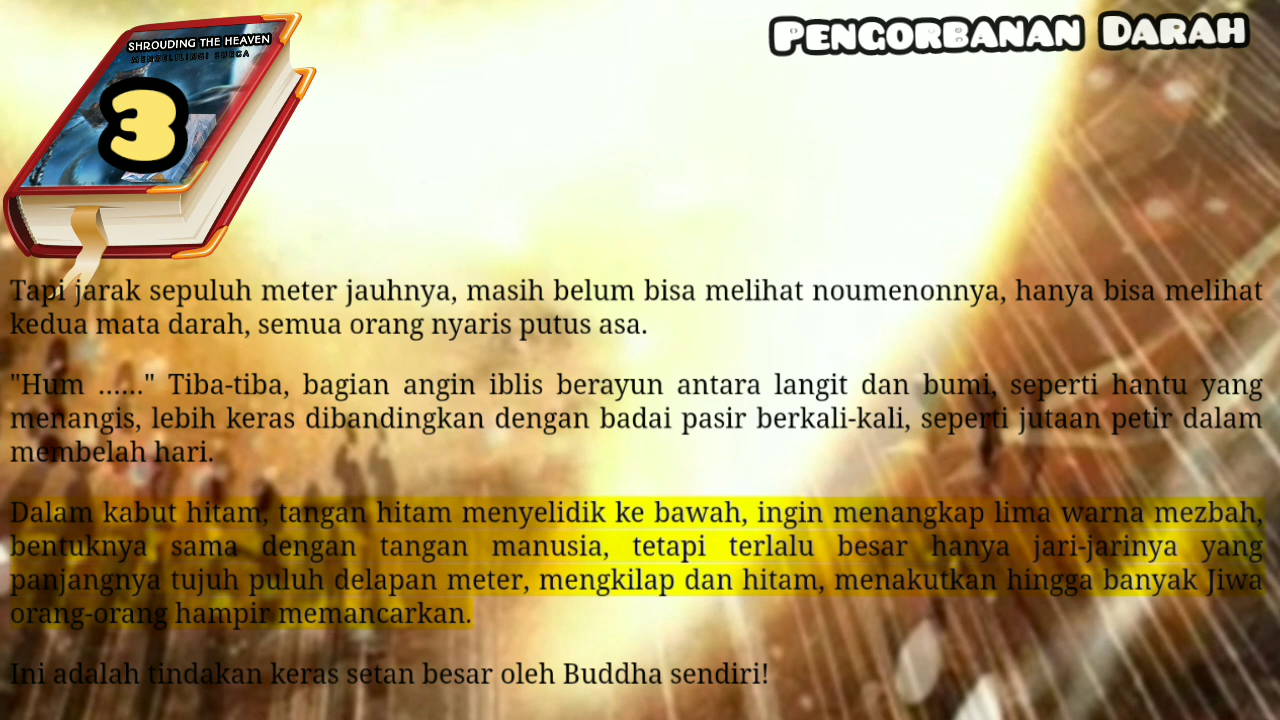 SHROUDING THE HEAVEN
MENGELILINGI SURGA
3
PENGORBANAN DARAH
Tapi jarak sepuluh meter jauhnya, masih belum bisa melihat noumenonnya, hanya bisa melihat
kedua mata darah, semua orang nyaris putus asa.
"Hum ......" Tiba-tiba, bagian angin iblis berayun antara langit dan bumi, seperti hantu yang
menangis, lebih keras dibandingkan dengan badai pasir berkali-kali, seperti jutaan petir dalam
membelah hari.
Dalam kabut hitam, tangan hitam menyelidik ke bawah, ingin menangkap lima warna mezbah,
bentuknya sama dengan tangan manusia, tetapi terlalu besar hanya jari-jarinya yang
panjangnya tujuh puluh delapan meter, mengkilap dan hitam, menakutkan hingga banyak Jiwa
orang-orang hampir memancarkan.
Ini adalah tindakan keras setan besar oleh Buddha sendiri!